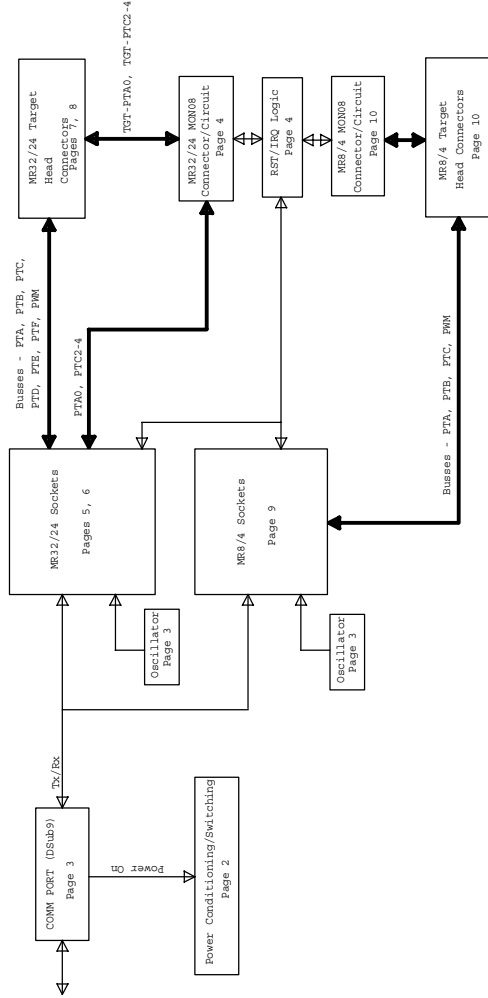 COMM PORT (DSub9)
Page 3
Tx/Rx
Power On
Power Conditioning/Switching
Page 2
Oscillator
Page 3
Oscillator
Page 3
MR32/24 Sockets
Pages 5, 6
MR8/4 Sockets
Page 9
Busses - PTA, PTB, PTC,
PTD, PTE, PTF, PWM
PTA0, PTC2-4
Busses - PTA, PTB, PTC, PWM
MR32/24 Target
Head
Connectors
Pages 7, 8
TGT-PTA0, TGT-PTC2-4
MR32/24 MON08
Connector/Circuit
Page 4
RST/IRQ Logic
Page 4
MR8/4 MON08
Connector/Circuit
Page 10
MR8/4 Target
Head Connectors
Page 10